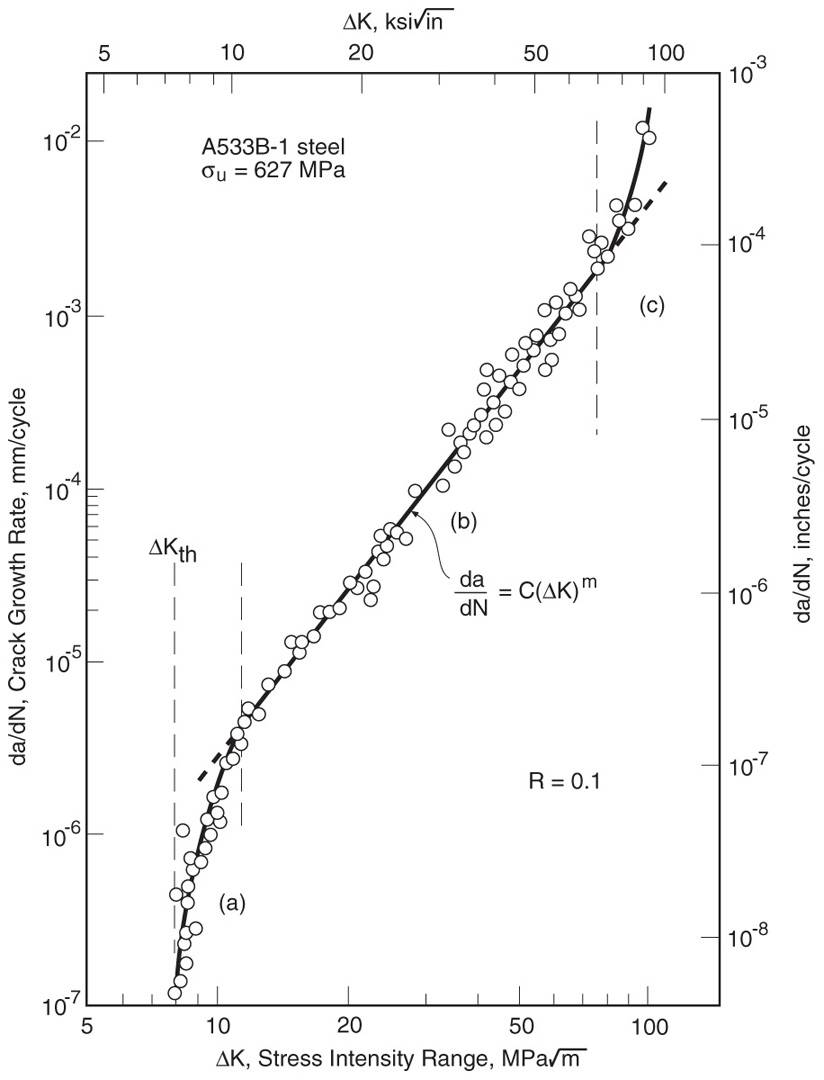 ΔK, ksi√in
5 10 20 50 100
10⁻³
10⁻²
A533B-1 steel
σᵤ = 627 MPa
10⁻⁴
10⁻³
(c)
10⁻⁵
da/dN, Crack Growth Rate, mm/cycle
da/dN, inches/cycle
10⁻⁴
(b)
ΔKth
da/dN = C(ΔK)ᵐ
10⁻⁶
10⁻⁵
10⁻⁷
R = 0.1
10⁻⁶
(a)
10⁻⁸
10⁻⁷
5 10 20 50 100
ΔK, Stress Intensity Range, MPa√m